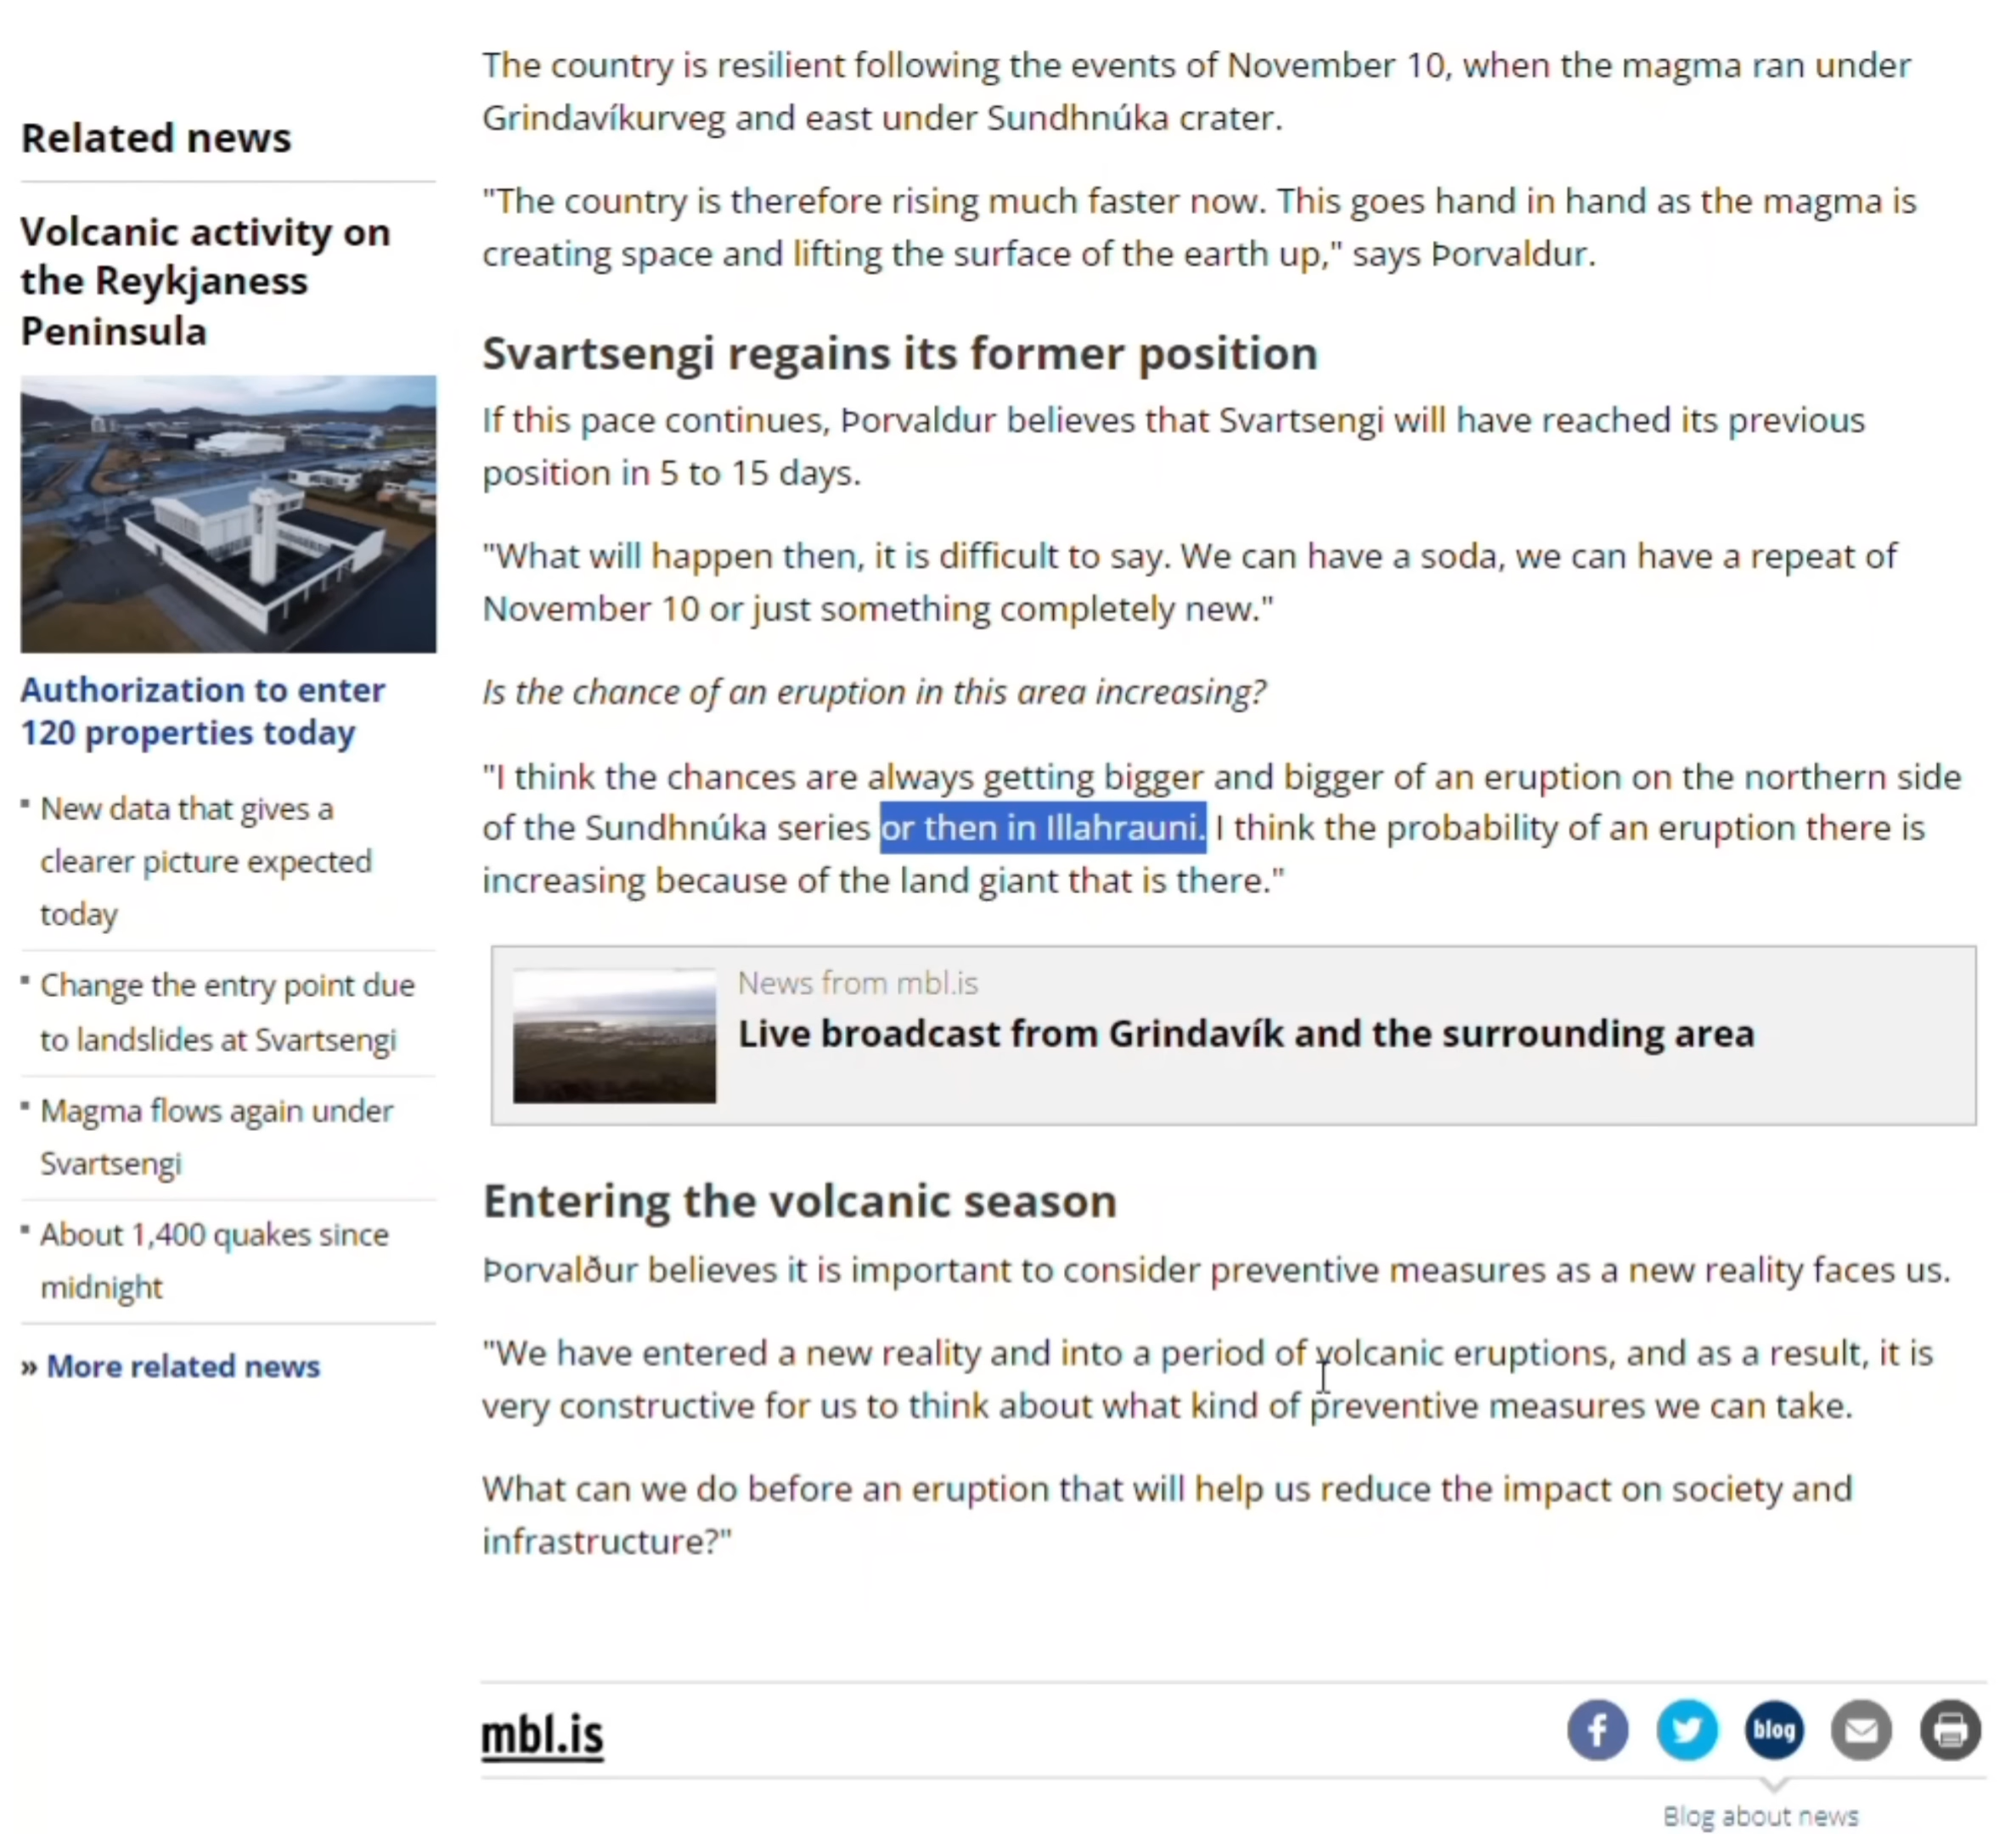 Related news
Volcanic activity on
the Reykjaness
Peninsula
Authorization to enter
120 properties today
New data that gives a
clearer picture expected
today
Change the entry point due
to landslides at Svartsengi
Magma flows again under
Svartsengi
About 1,400 quakes since
midnight
» More related news
The country is resilient following the events of November 10, when the magma ran under
Grindavíkurveg and east under Sundhnúka crater.
"The country is therefore rising much faster now. This goes hand in hand as the magma is
creating space and lifting the surface of the earth up," says Þorvaldur.
Svartsengi regains its former position
If this pace continues, Þorvaldur believes that Svartsengi will have reached its previous
position in 5 to 15 days.
"What will happen then, it is difficult to say. We can have a soda, we can have a repeat of
November 10 or just something completely new."
Is the chance of an eruption in this area increasing?
"I think the chances are always getting bigger and bigger of an eruption on the northern side
of the Sundhnúka series or then in Illahrauni. I think the probability of an eruption there is
increasing because of the land giant that is there."
News from mbl.is
Live broadcast from Grindavík and the surrounding area
Entering the volcanic season
Þorvalður believes it is important to consider preventive measures as a new reality faces us.
"We have entered a new reality and into a period of volcanic eruptions, and as a result, it is
very constructive for us to think about what kind of preventive measures we can take.
What can we do before an eruption that will help us reduce the impact on society and
infrastructure?"
mbl.is
blog
Blog about news